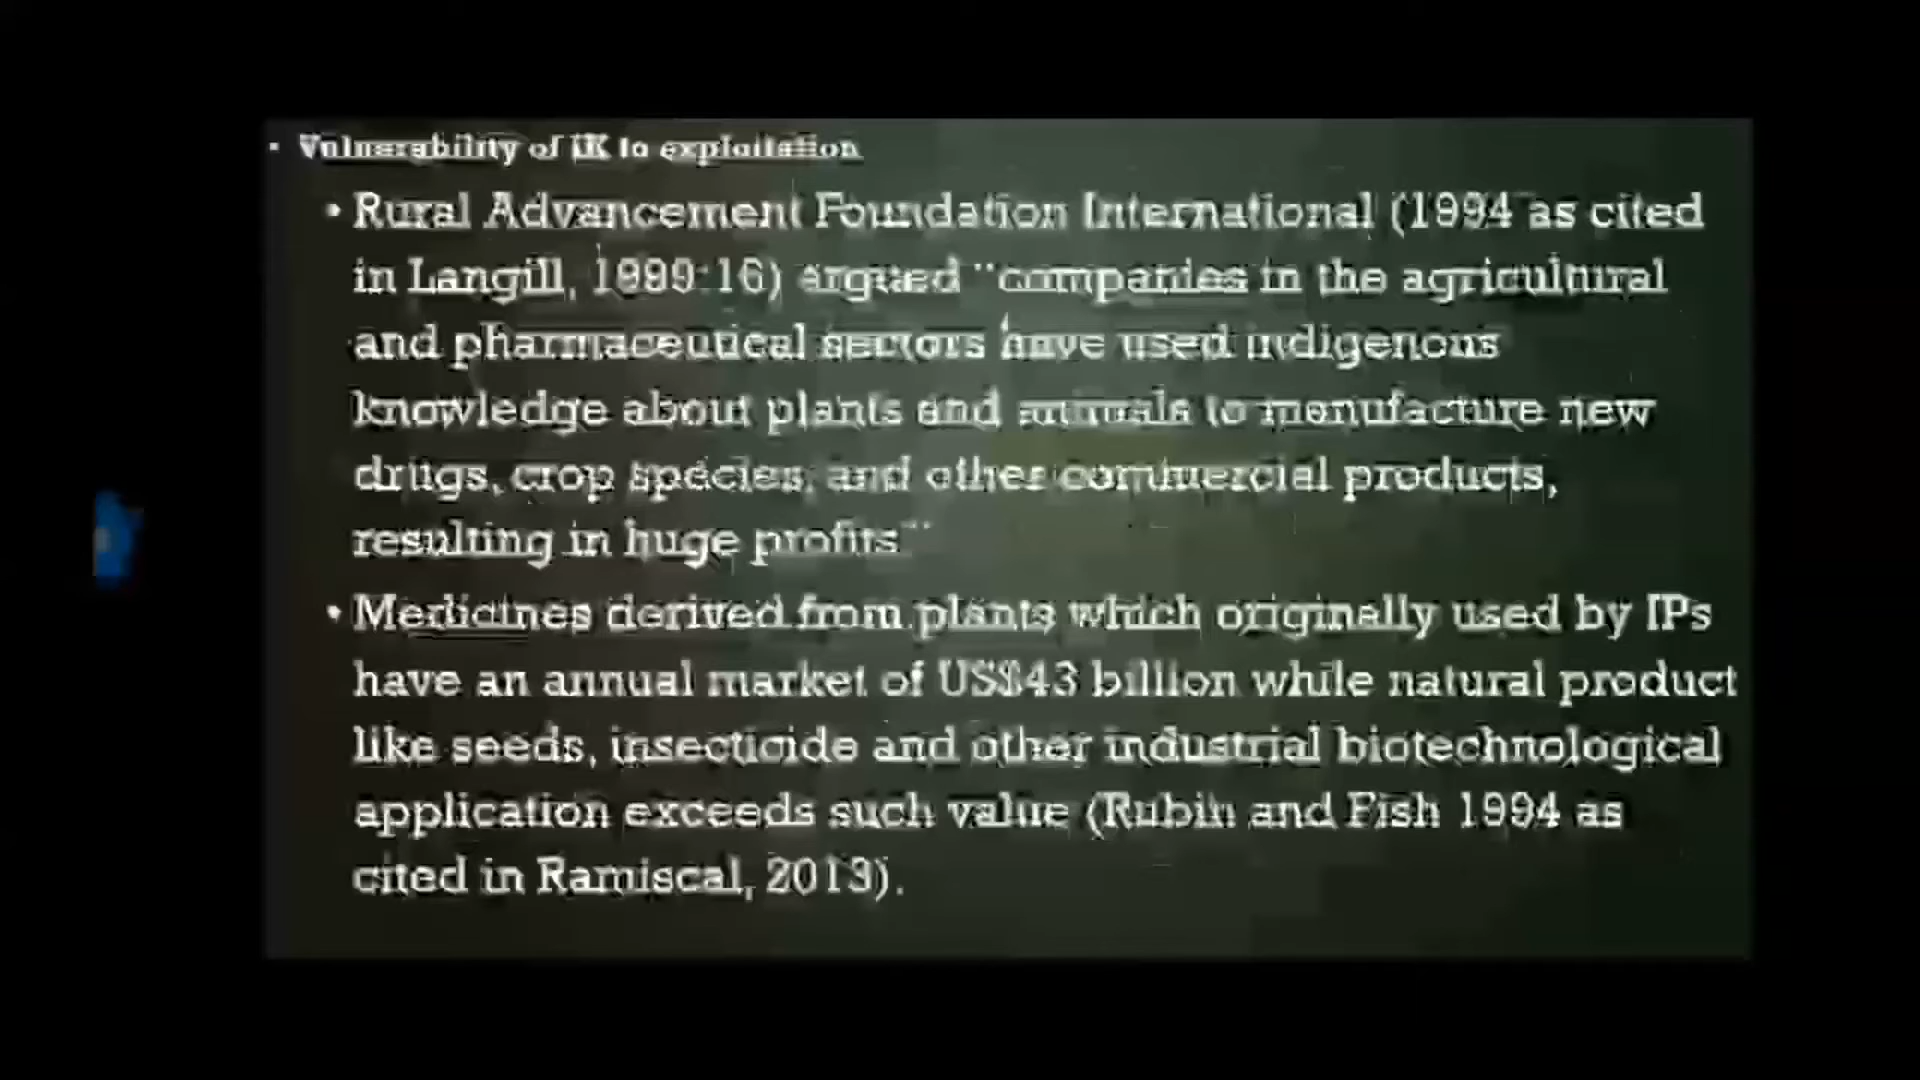 • Vulnerability of IK to exploitation
• Rural Advancement Foundation International (1994 as cited
in Langill, 1999:16) argued "companies in the agricultural
and pharmaceutical sectors have used indigenous
knowledge about plants and animals to manufacture new
drugs, crop species, and other commercial products,
resulting in huge profits"
• Medicines derived from plants which originally used by IPs
have an annual market of US$43 billion while natural product
like seeds, insecticide and other industrial biotechnological
application exceeds such value (Rubin and Fish 1994 as
cited in Ramiscal, 2013).